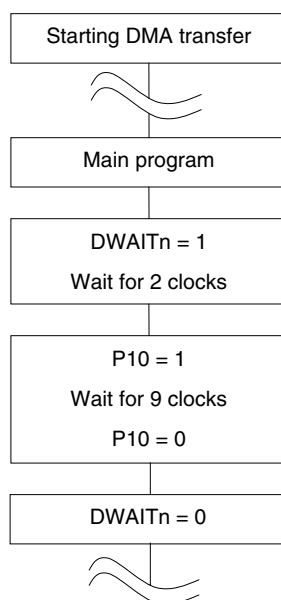 Starting DMA transfer
Main program
DWAITn = 1
Wait for 2 clocks
P10 = 1
Wait for 9 clocks
P10 = 0
DWAITn = 0